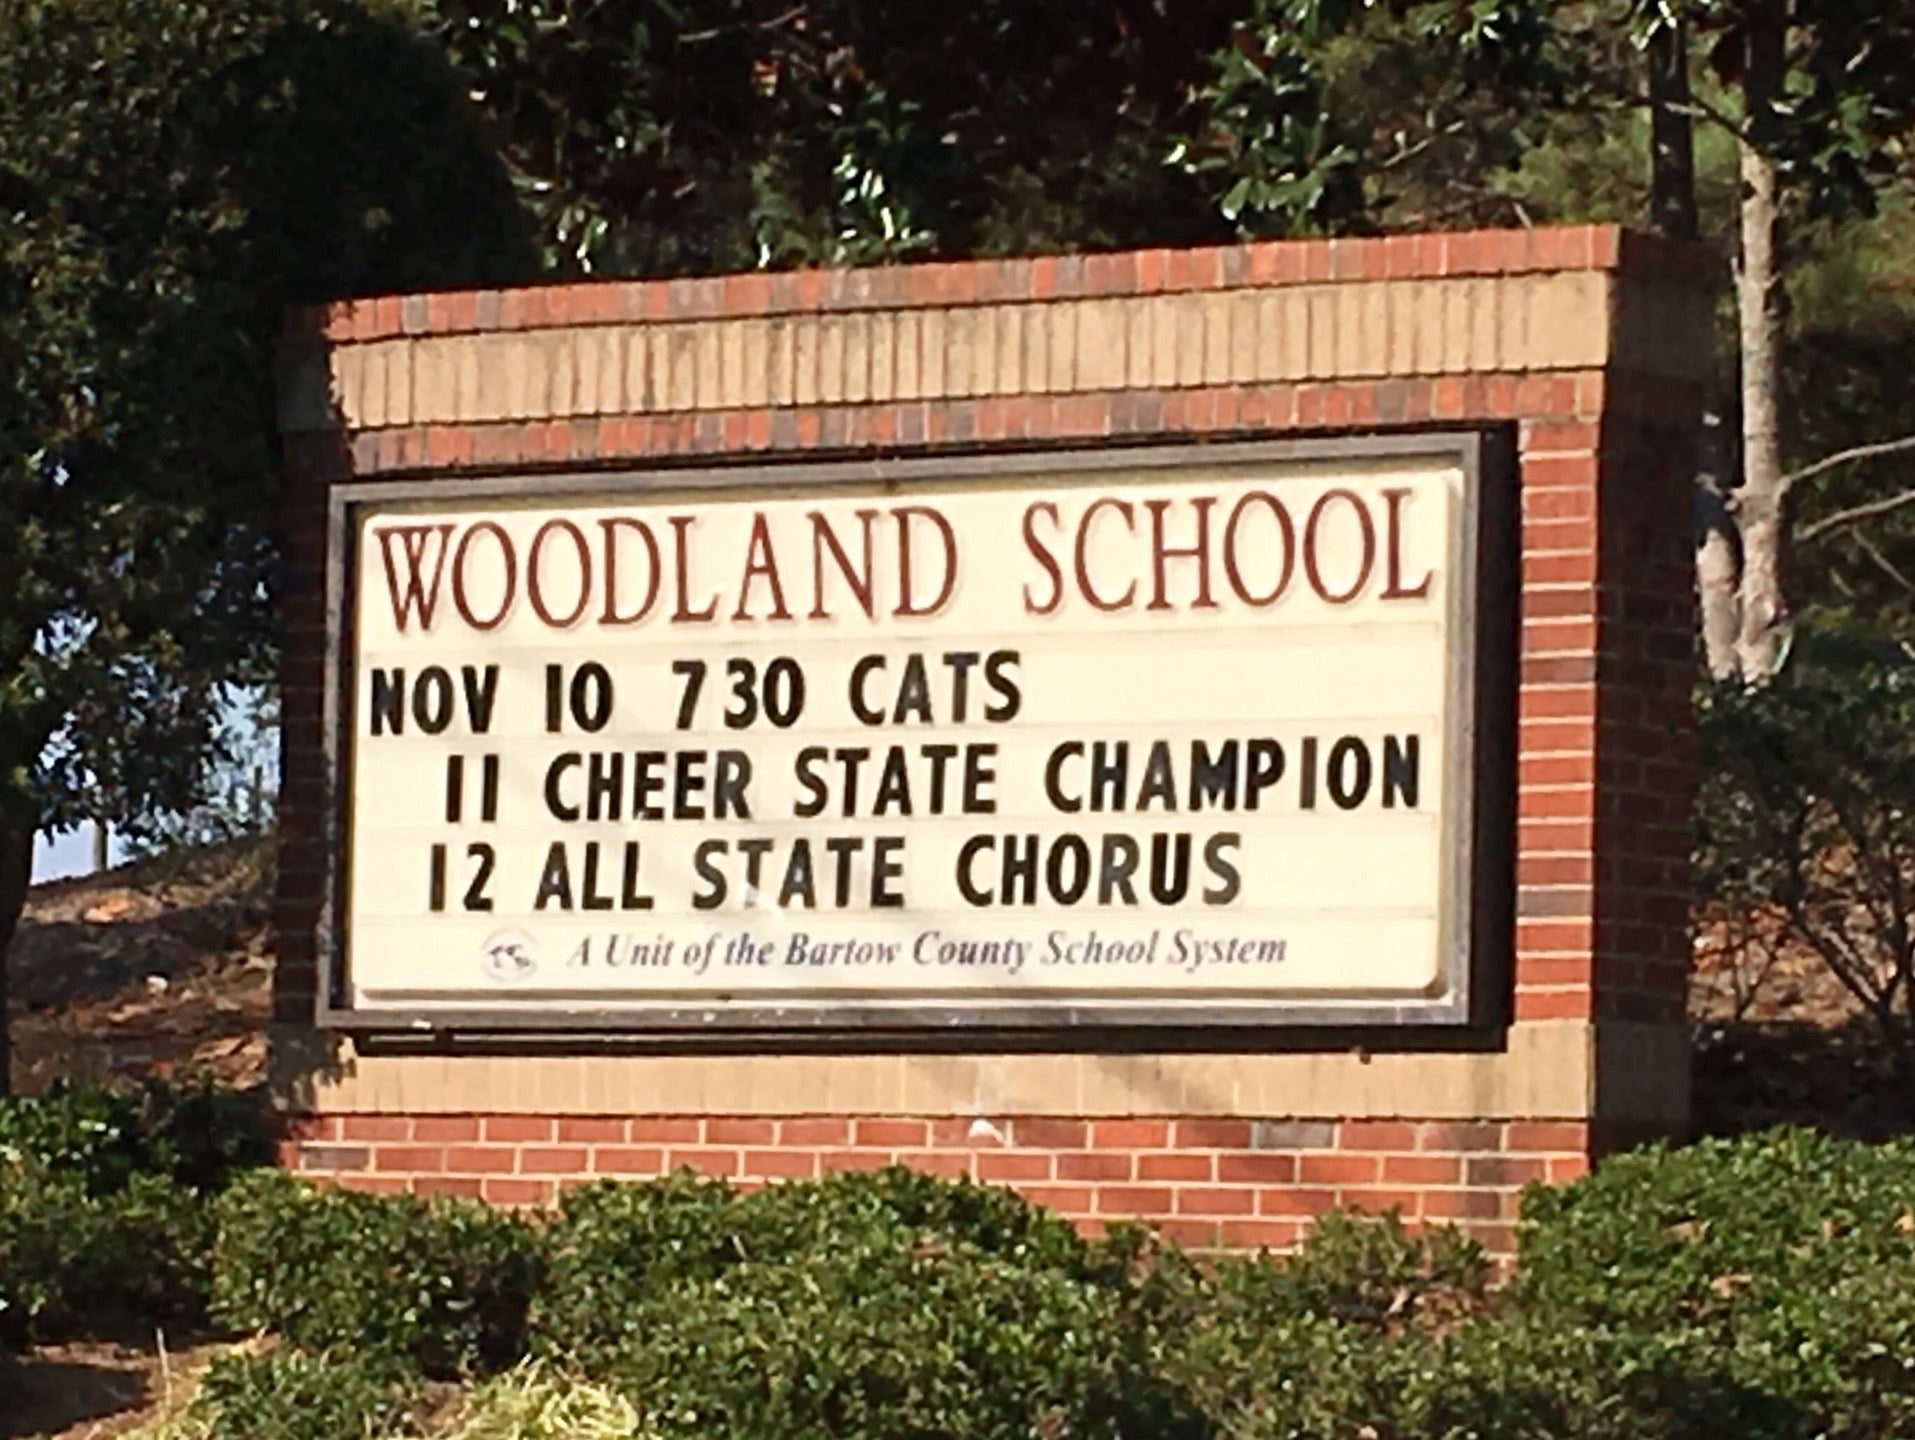 WOODLAND SCHOOL
NOV 10 730 CATS
11 CHEER STATE CHAMPION
12 ALL STATE CHORUS
A Unit of the Bartow County School System